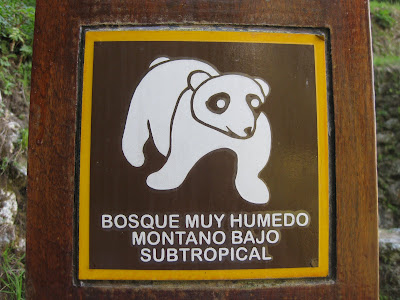 BOSQUE MUY HUMEDO
MONTANO BAJO
SUBTROPICAL